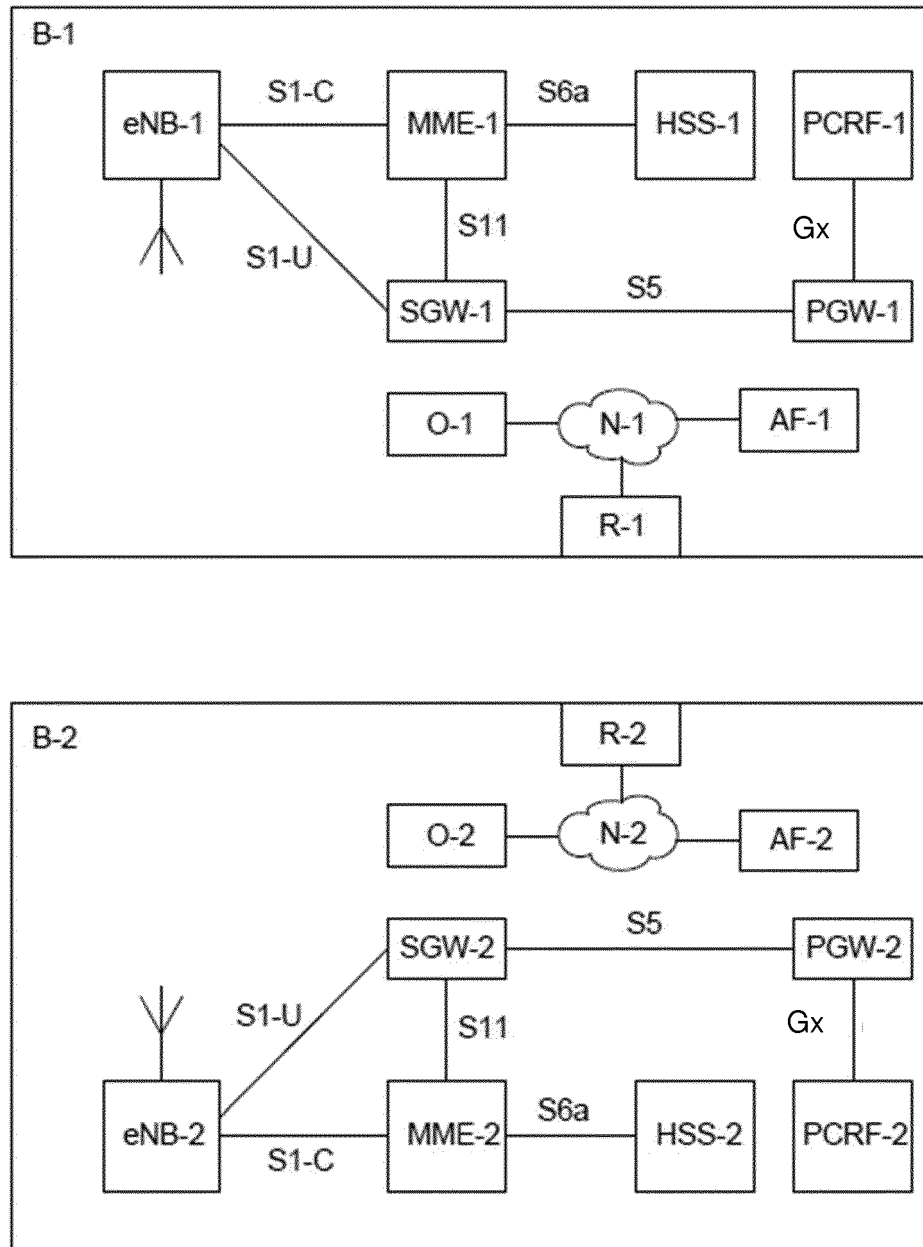 B-1
S1-C
S6a
eNB-1
MME-1
HSS-1
PCRF-1
S11
Gx
S1-U
S5
SGW-1
PGW-1
O-1
N-1
AF-1
R-1
B-2
R-2
O-2
N-2
AF-2
S5
SGW-2
PGW-2
S1-U
S11
Gx
S6a
eNB-2
MME-2
HSS-2
PCRF-2
S1-C